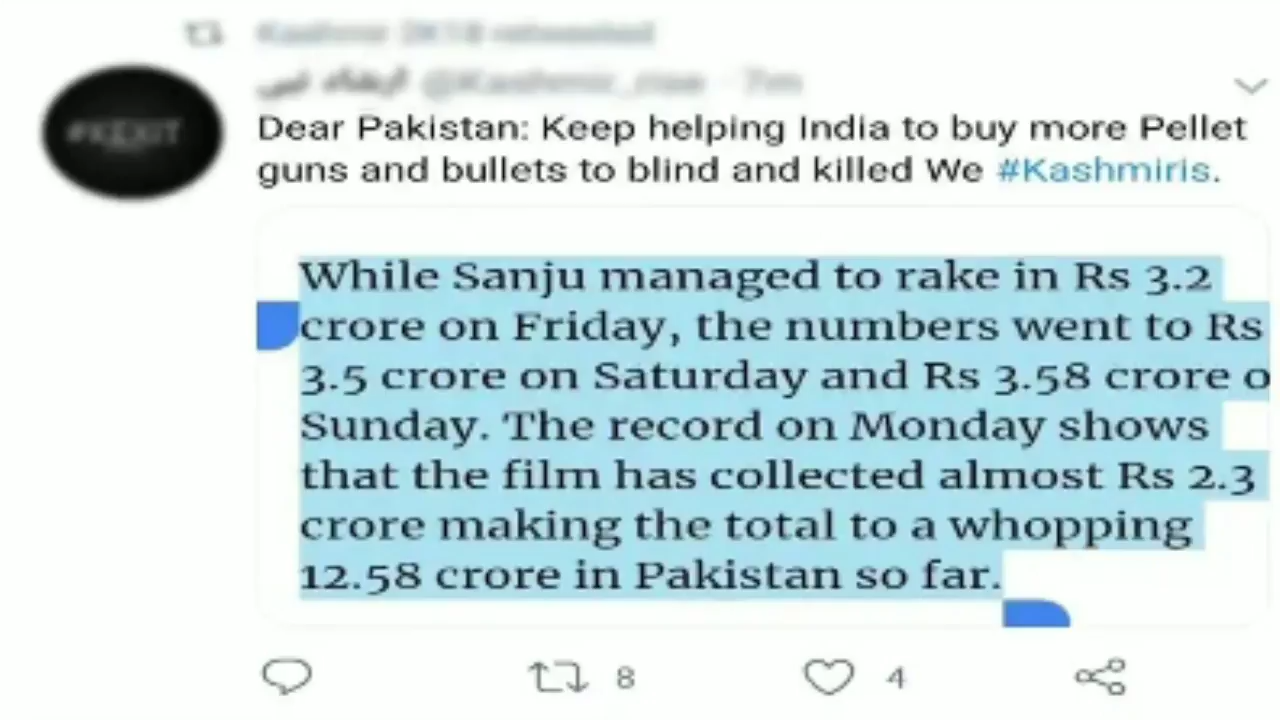 Dear Pakistan: Keep helping India to buy more Pellet
guns and bullets to blind and killed We #Kashmiris.
While Sanju managed to rake in Rs 3.2
crore on Friday, the numbers went to Rs
3.5 crore on Saturday and Rs 3.58 crore o
Sunday. The record on Monday shows
that the film has collected almost Rs 2.3
crore making the total to a whopping
12.58 crore in Pakistan so far.
8 4